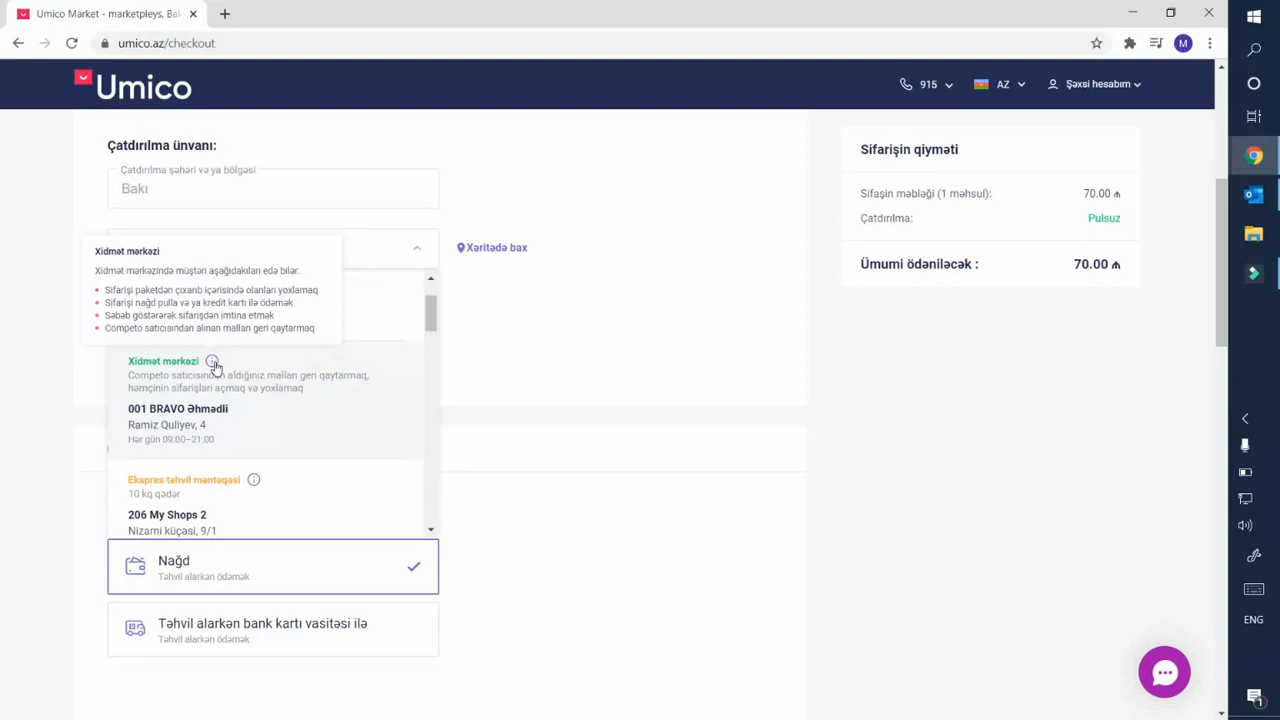 Umico Market - marketpleys, Bak
umico.az/checkout
M
Umico
915
AZ
Şəxsi hesabım
Çatdırılma ünvanı:
Çatdırılma şəhəri və ya bölgəsi
Bakı
Xəritədə bax
Xidmət mərkəzi
Xidmət mərkəzində müştəri aşağıdakıları edə bilər:
Sifarişi paketdən çıxarıb içərisində olanları yoxlamaq
Sifarişi nağd pulla və ya kredit kartı ilə ödəmək
Səbəb göstərərək sifarişdən imtina etmək
Competo satıcısından alınan malları geri qaytarmaq
Xidmət mərkəzi
Competo satıcısından aldığınız malları geri qaytarmaq,
həmçinin sifarişləri açmaq və yoxlamaq
001 BRAVO Əhmədli
Ramiz Quliyev, 4
Hər gün 09:00–21:00
Ekspres təhvil məntəqəsi
10 kq qədər
206 My Shops 2
Nizami küçəsi, 9/1
Nağd
Təhvil alarkən ödəmək
Təhvil alarkən bank kartı vasitəsi ilə
Təhvil alarkən ödəmək
Sifarişin qiyməti
Sifaşin məbləği (1 məhsul):
70.00 ₼
Çatdırılma:
Pulsuz
Ümumi ödəniləcək :
70.00 ₼
ENG
1